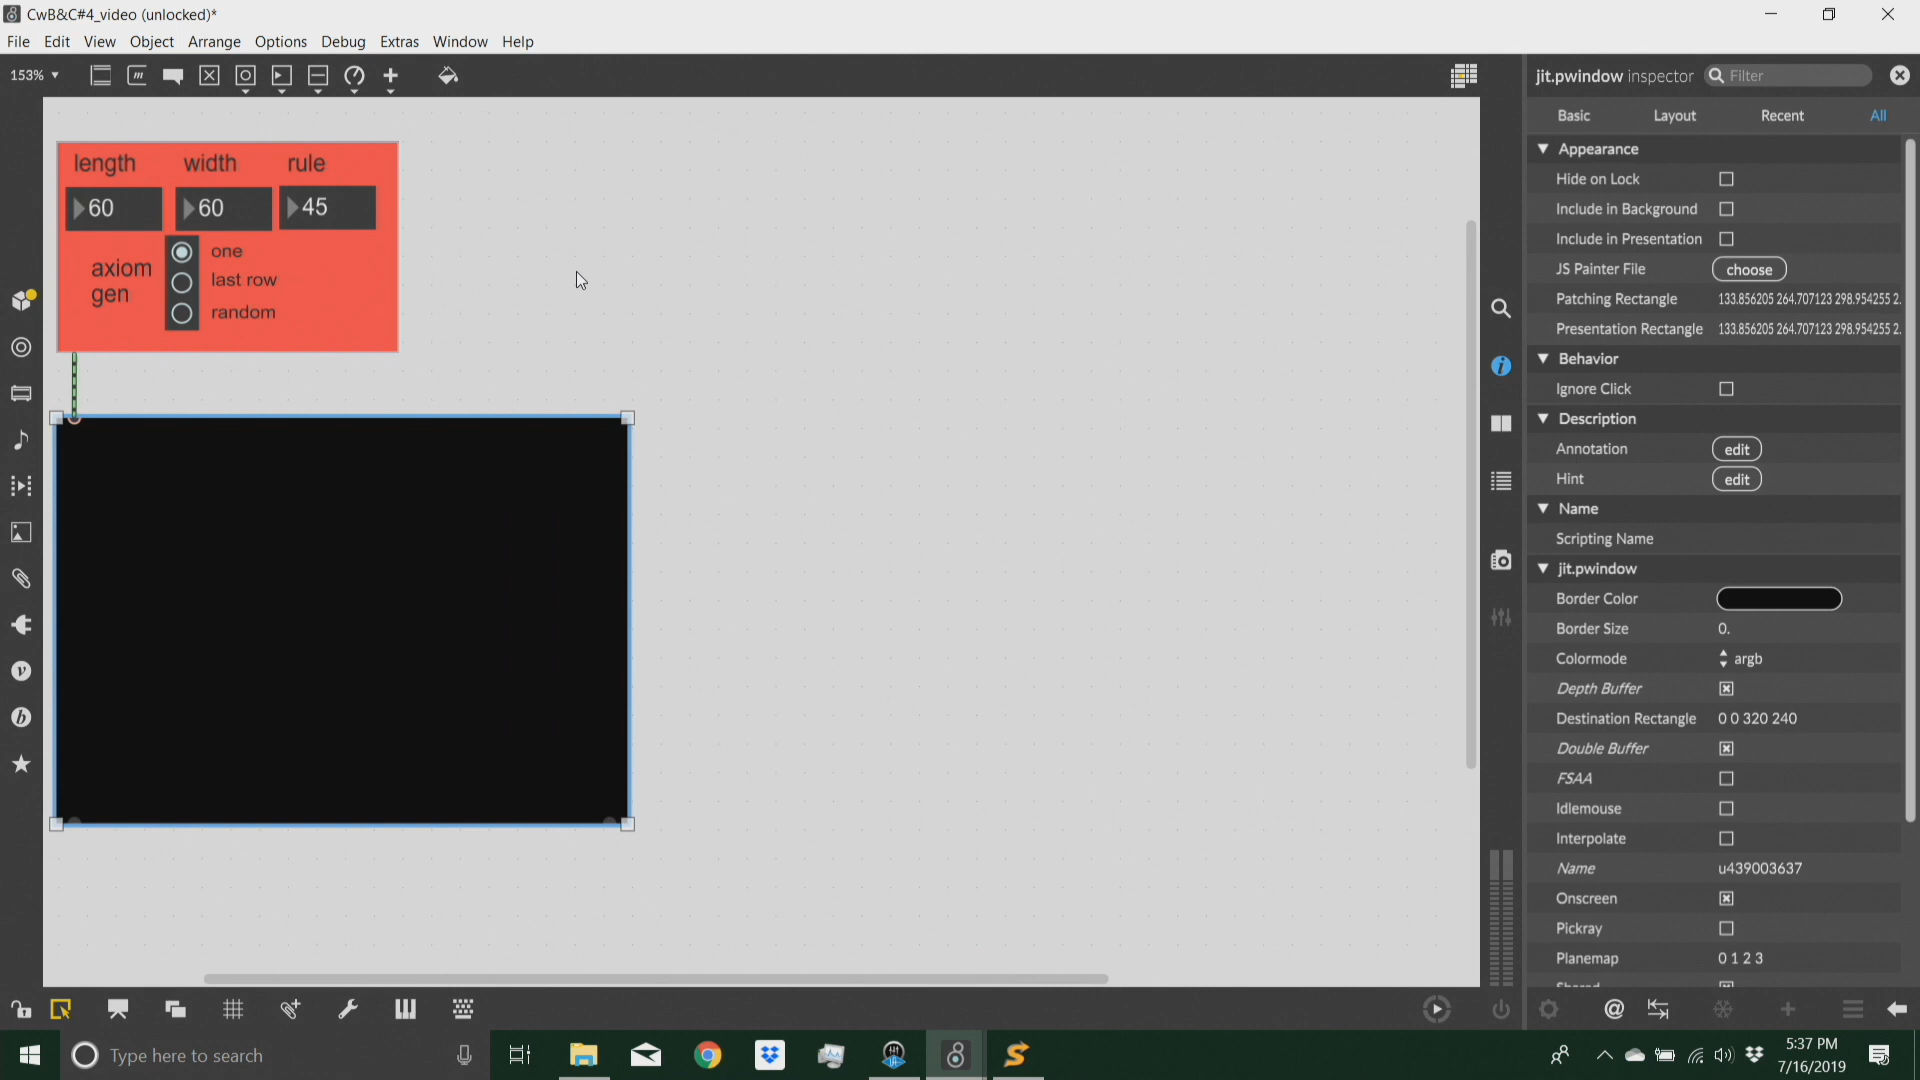 CwB&C#4_video (unlocked)*
File Edit View Object Arrange Options Debug Extras Window Help
153%
jit.pwindow inspector Filter
Basic Layout Recent All
length width rule
60 60 45
axiom gen
one
last row
random
Appearance
Hide on Lock
Include in Background
Include in Presentation
JS Painter File choose
Patching Rectangle 133.856205 264.707123 298.954255 2.
Presentation Rectangle 133.856205 264.707123 298.954255 2.
Behavior
Ignore Click
Description
Annotation edit
Hint edit
Name
Scripting Name
jit.pwindow
Border Color
Border Size 0.
Colormode argb
Depth Buffer
Destination Rectangle 0 0 320 240
Double Buffer
FSAA
Idlemouse
Interpolate
Name u439003637
Onscreen
Pickray
Planemap 0 1 2 3
Shared
Type here to search
5:37 PM
7/16/2019